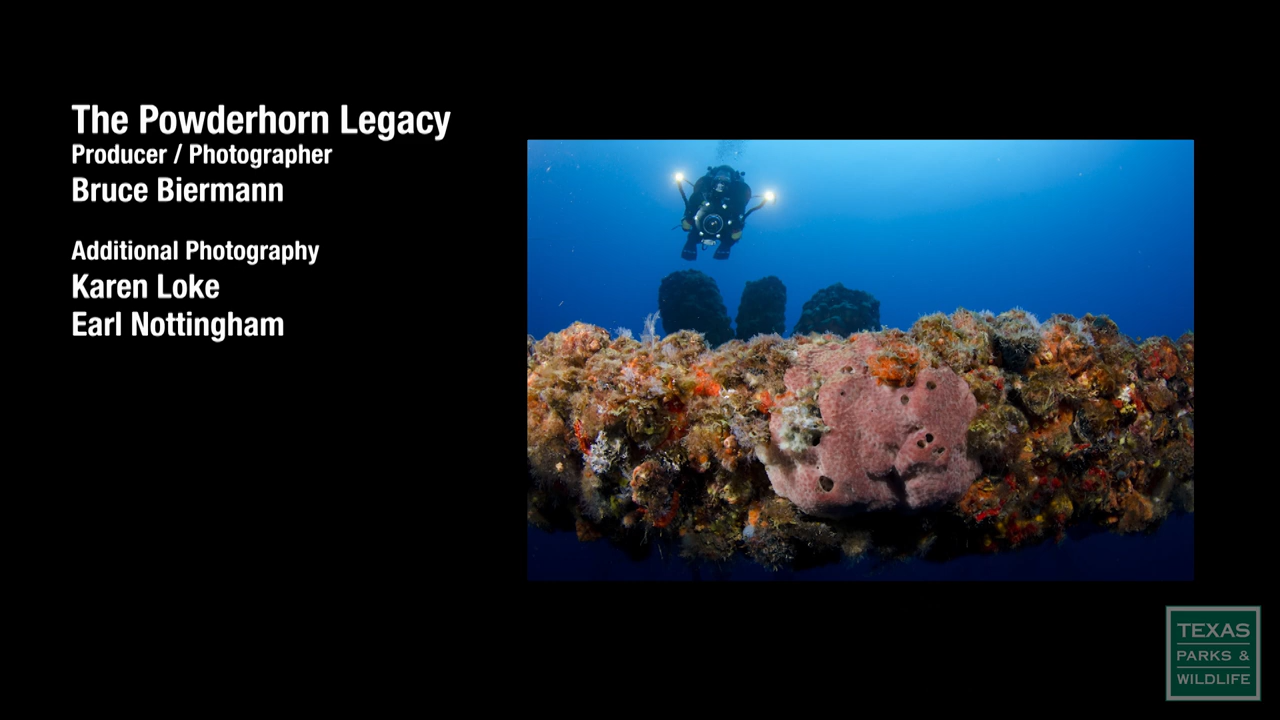 The Powderhorn Legacy
Producer / Photographer
Bruce Biermann
Additional Photography
Karen Loke
Earl Nottingham
TEXAS
PARKS &
WILDLIFE